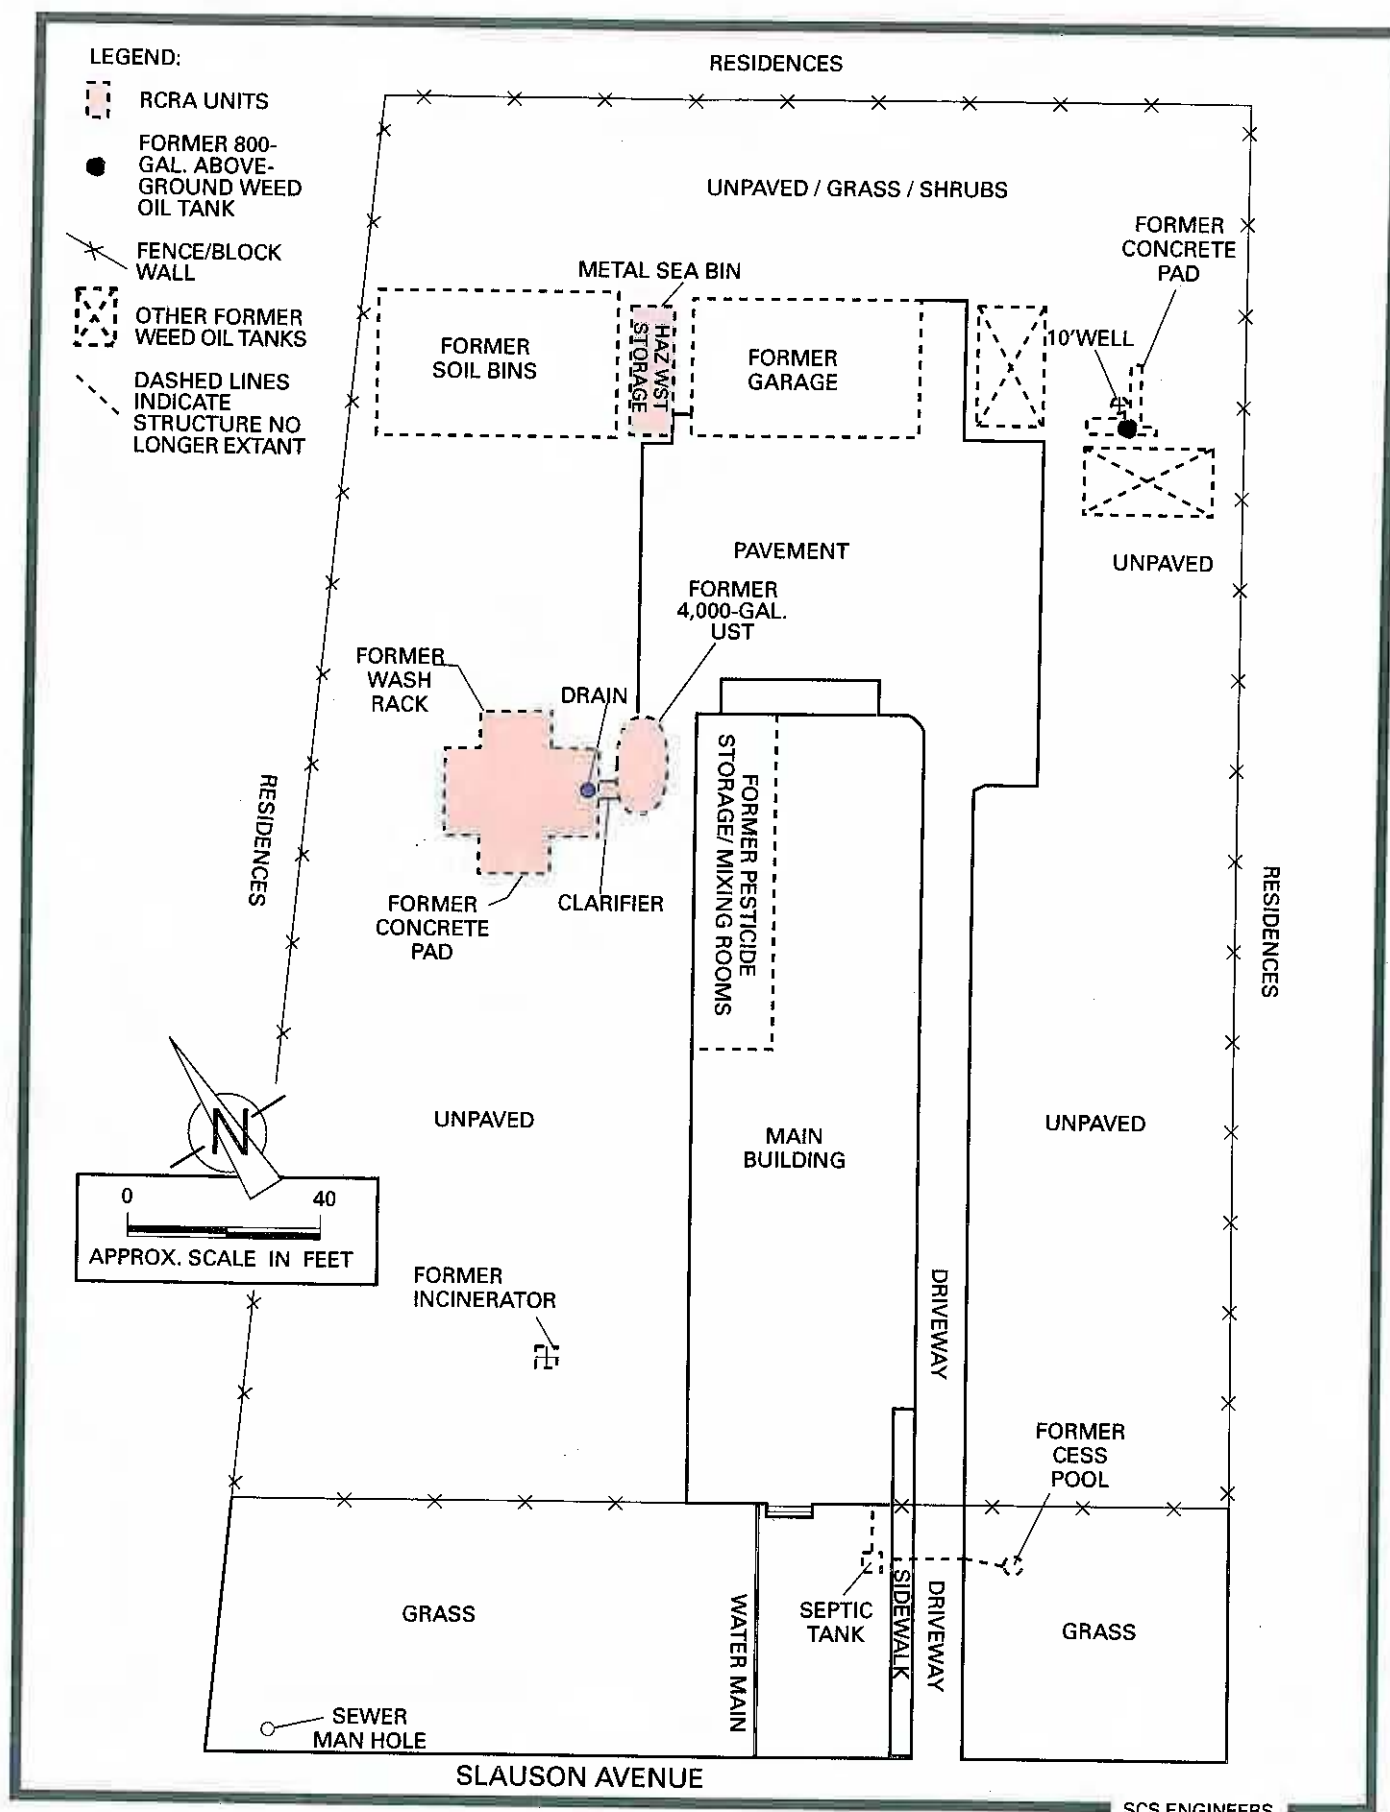 LEGEND:
RCRA UNITS
FORMER 800-
GAL. ABOVE-
GROUND WEED
OIL TANK
FENCE/BLOCK
WALL
OTHER FORMER
WEED OIL TANKS
DASHED LINES
INDICATE
STRUCTURE NO
LONGER EXTANT
RESIDENCES
UNPAVED / GRASS / SHRUBS
FORMER
CONCRETE
PAD
METAL SEA BIN
FORMER
SOIL BINS
HAZ WST
STORAGE
FORMER
GARAGE
10'WELL
PAVEMENT
UNPAVED
FORMER
4,000-GAL.
UST
FORMER
WASH
RACK
DRAIN
RESIDENCES
FORMER PESTICIDE
STORAGE/ MIXING ROOMS
FORMER
CONCRETE
PAD
CLARIFIER
RESIDENCES
N
UNPAVED
MAIN
BUILDING
UNPAVED
0 40
APPROX. SCALE IN FEET
FORMER
INCINERATOR
DRIVEWAY
FORMER
CESS
POOL
GRASS
WATER MAIN
SEPTIC
TANK
SIDEWALK
DRIVEWAY
GRASS
SEWER
MAN HOLE
SLAUSON AVENUE
SCS ENGINEERS